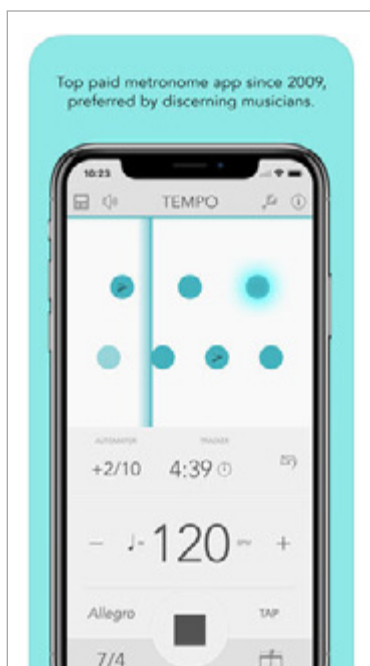 Top paid metronome app since 2009,
preferred by discerning musicians.
10:23
TEMPO
AUTOMATOR TRACKER
+2/10 4:39
− ♩= 120 BPM +
Allegro TAP
7/4